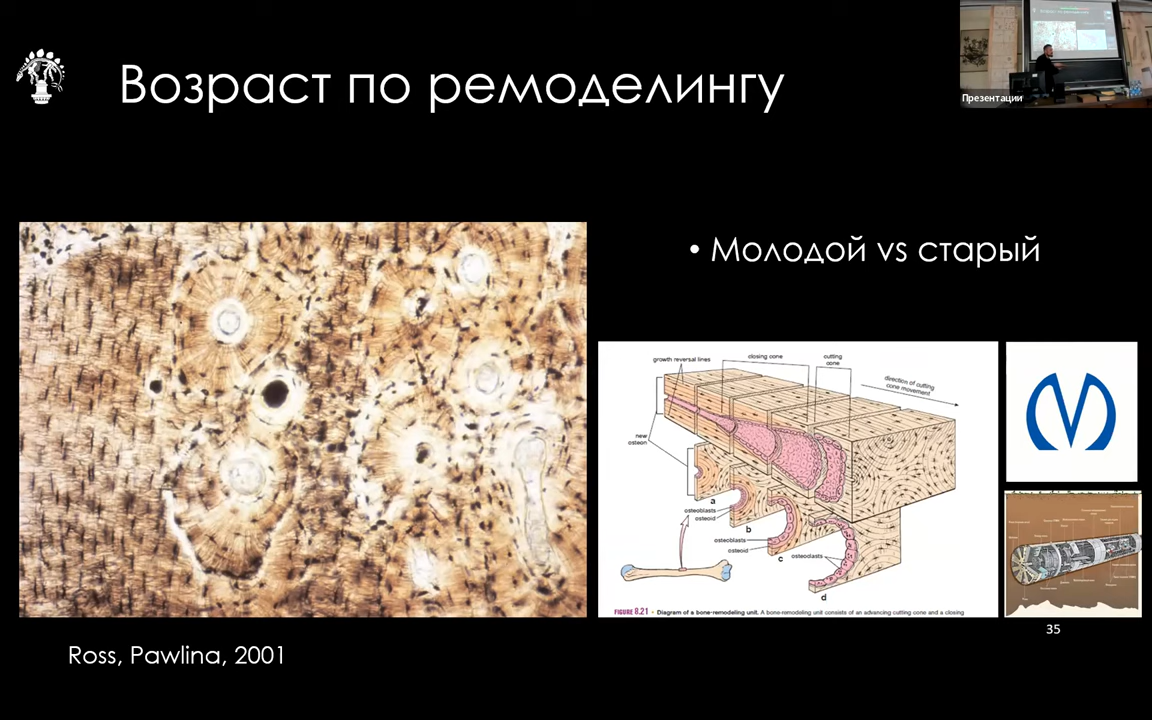 Возраст по ремоделингу
Презентации
• Молодой vs старый
growth reversal lines
closing cone
cutting
cone
direction of cutting
cone movement
new
osteon
a
osteoblasts
osteoid
b
osteoblasts
osteoid
c
osteoclasts
d
FIGURE 8.21 • Diagram of a bone-remodeling unit. A bone-remodeling unit consists of an advancing cutting cone and a closing
35
Ross, Pawlina, 2001